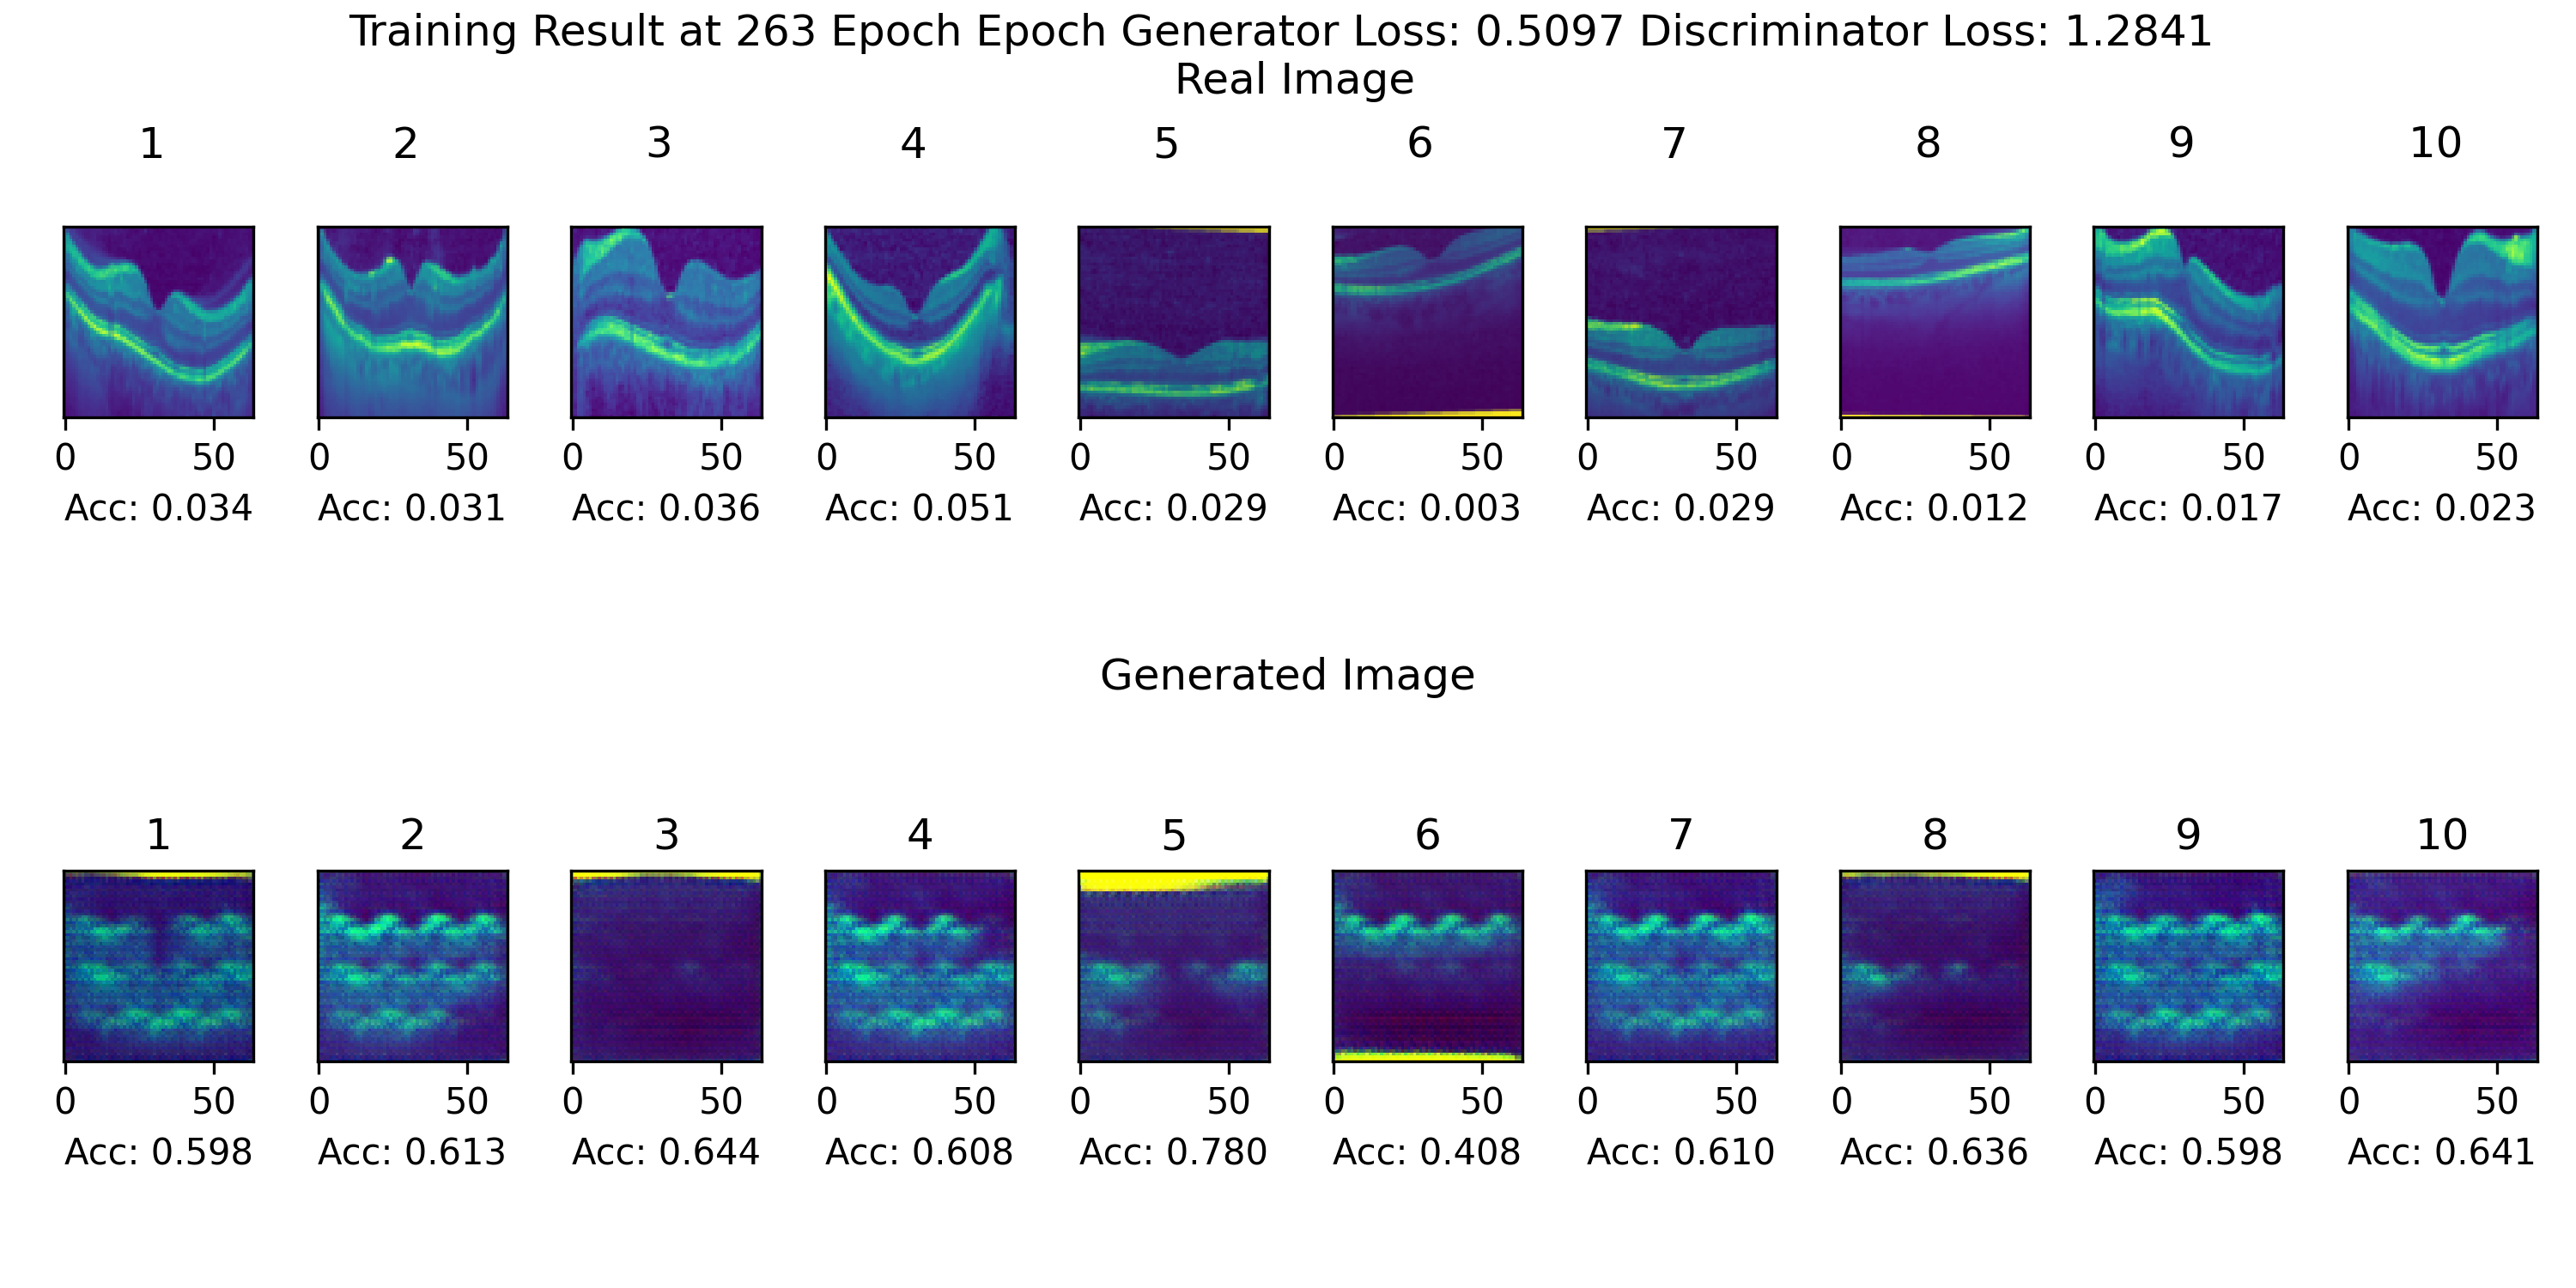 Training Result at 263 Epoch Epoch Generator Loss: 0.5097 Discriminator Loss: 1.2841
Real Image
1 2 3 4 5 6 7 8 9 10
0 50 0 50 0 50 0 50 0 50 0 50 0 50 0 50 0 50 0 50
Acc: 0.034 Acc: 0.031 Acc: 0.036 Acc: 0.051 Acc: 0.029 Acc: 0.003 Acc: 0.029 Acc: 0.012 Acc: 0.017 Acc: 0.023
Generated Image
1 2 3 4 5 6 7 8 9 10
0 50 0 50 0 50 0 50 0 50 0 50 0 50 0 50 0 50 0 50
Acc: 0.598 Acc: 0.613 Acc: 0.644 Acc: 0.608 Acc: 0.780 Acc: 0.408 Acc: 0.610 Acc: 0.636 Acc: 0.598 Acc: 0.641